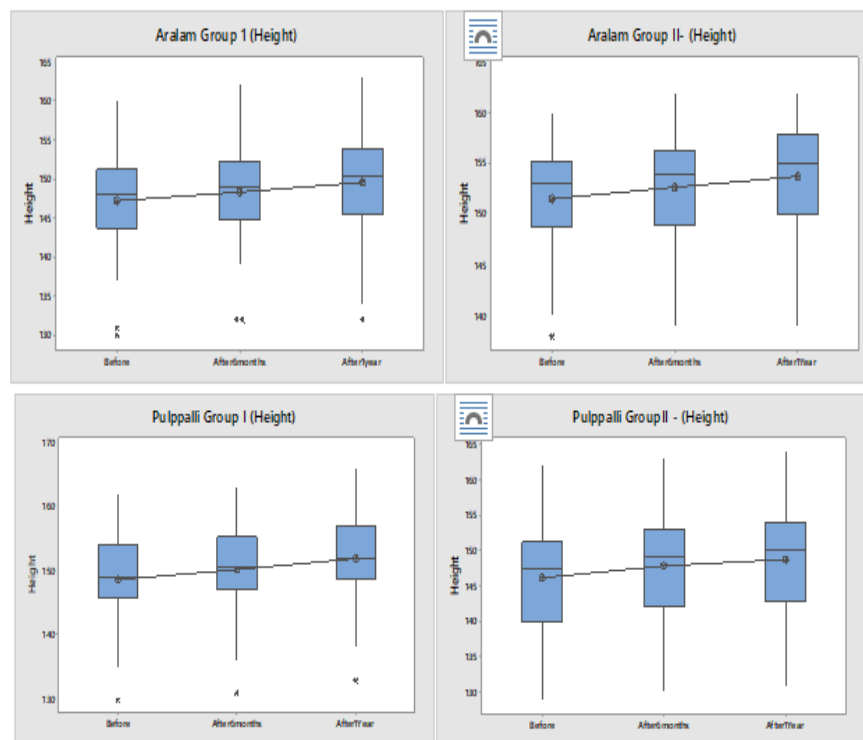 Aralam Group 1 (Height)
165
160
155
150
145
140
135
130
Height
Before
After6months
After1year
Aralam Group II- (Height)
165
160
155
150
145
140
Height
Before
After6months
After1Year
Pulppalli Group I (Height)
170
160
150
140
130
Height
Before
After6months
After1Year
Pulppalli GroupII - (Height)
165
160
155
150
145
140
135
130
Height
Before
After6months
After1Year